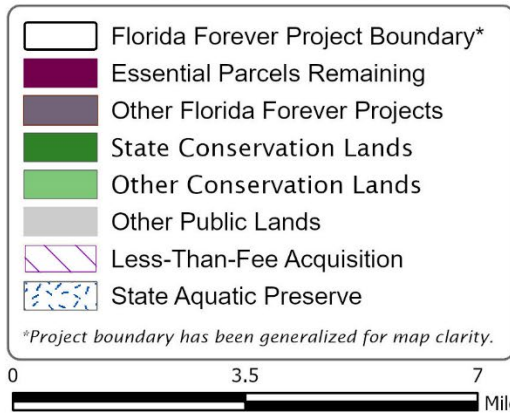 Florida Forever Project Boundary*
Essential Parcels Remaining
Other Florida Forever Projects
State Conservation Lands
Other Conservation Lands
Other Public Lands
Less-Than-Fee Acquisition
State Aquatic Preserve
*Project boundary has been generalized for map clarity.
0 3.5 7